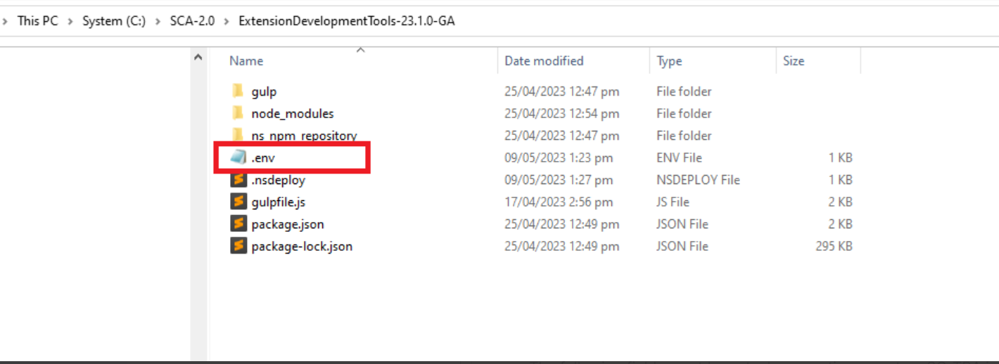 This PC > System (C:) > SCA-2.0 > ExtensionDevelopmentTools-23.1.0-GA
Name Date modified Type Size
gulp 25/04/2023 12:47 pm File folder
node_modules 25/04/2023 12:54 pm File folder
ns_npm_repository 25/04/2023 12:47 pm File folder
.env 09/05/2023 1:23 pm ENV File 1 KB
.nsdeploy 09/05/2023 1:27 pm NSDEPLOY File 1 KB
gulpfile.js 17/04/2023 2:56 pm JS File 2 KB
package.json 25/04/2023 12:49 pm JSON File 2 KB
package-lock.json 25/04/2023 12:49 pm JSON File 295 KB